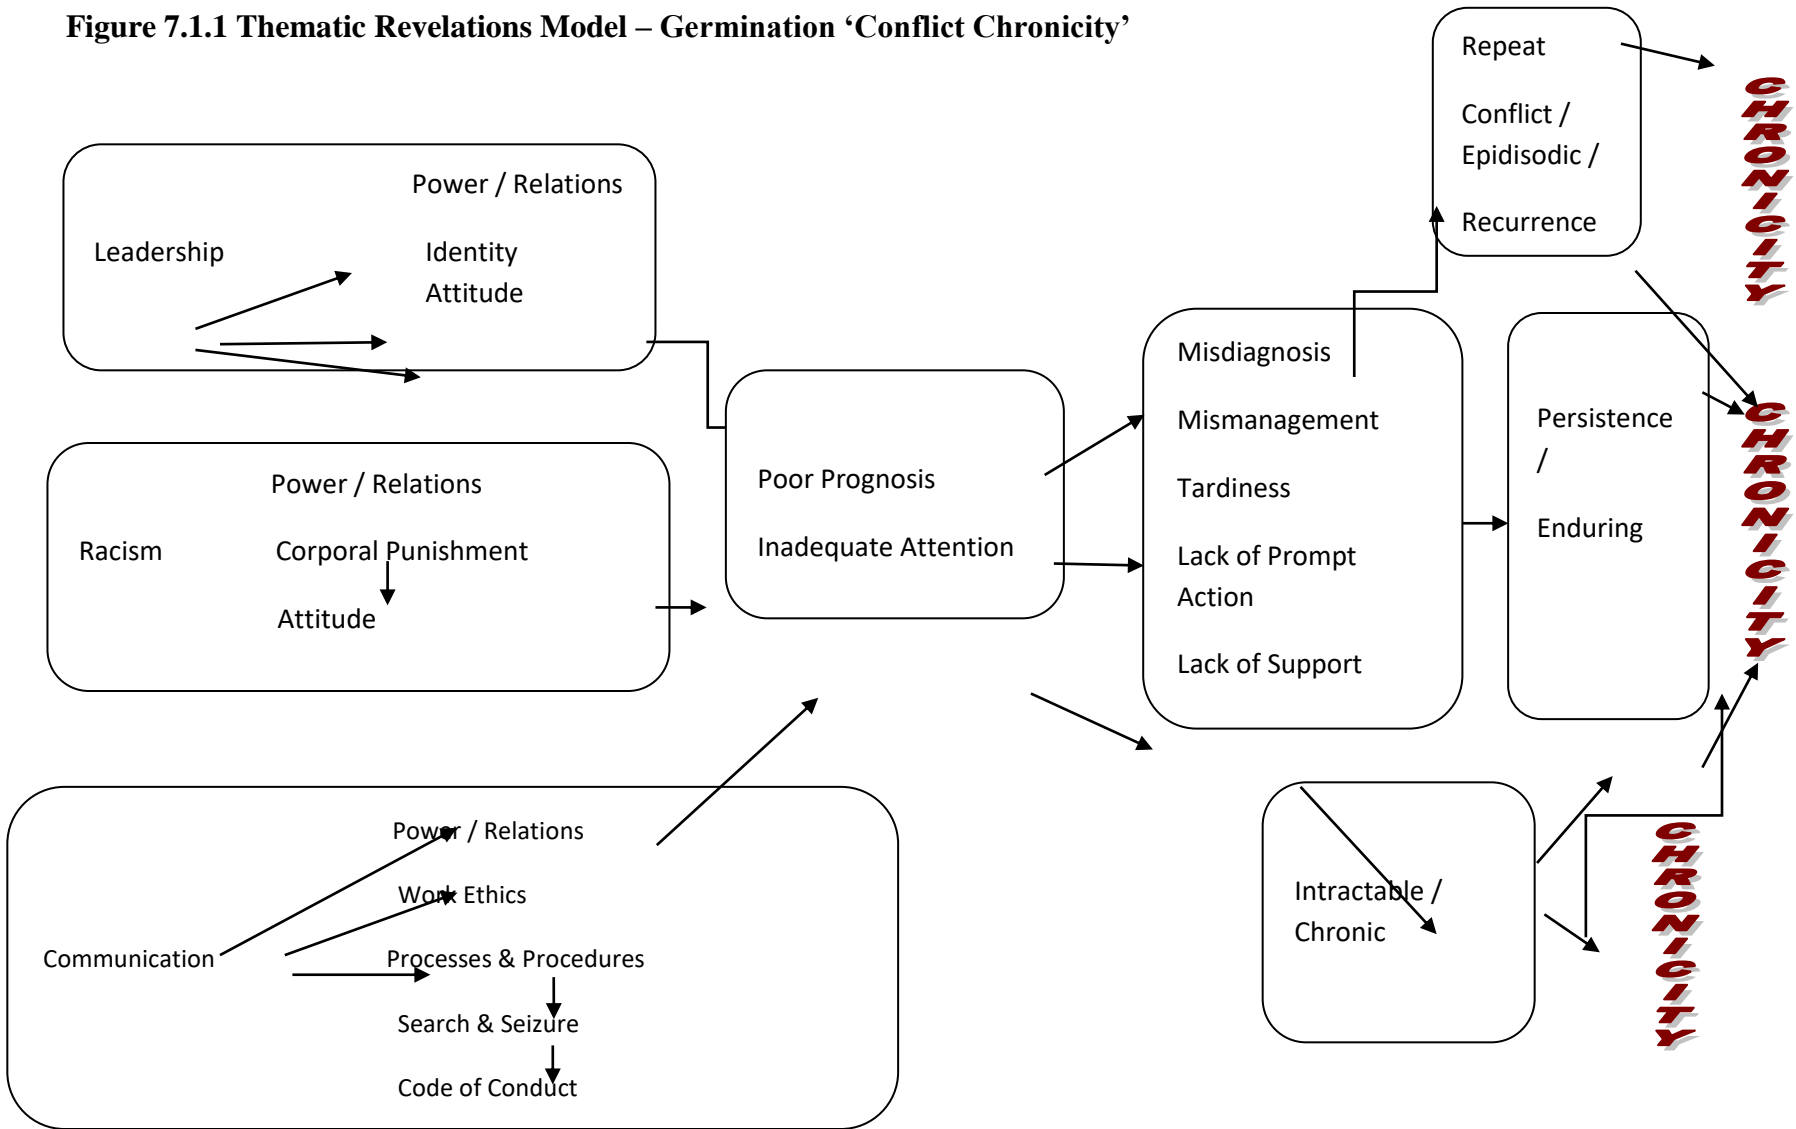 Figure 7.1.1 Thematic Revelations Model – Germination ‘Conflict Chronicity’
Power / Relations
Leadership
Identity
Attitude
Power / Relations
Racism
Corporal Punishment
Attitude
Power / Relations
Work Ethics
Communication
Processes & Procedures
Search & Seizure
Code of Conduct
Poor Prognosis
Inadequate Attention
Misdiagnosis
Mismanagement
Tardiness
Lack of Prompt
Action
Lack of Support
Repeat
Conflict /
Epidisodic /
Recurrence
Persistence
/
Enduring
Intractable /
Chronic
CHRONICITY
CHRONICITY
CHRONICITY